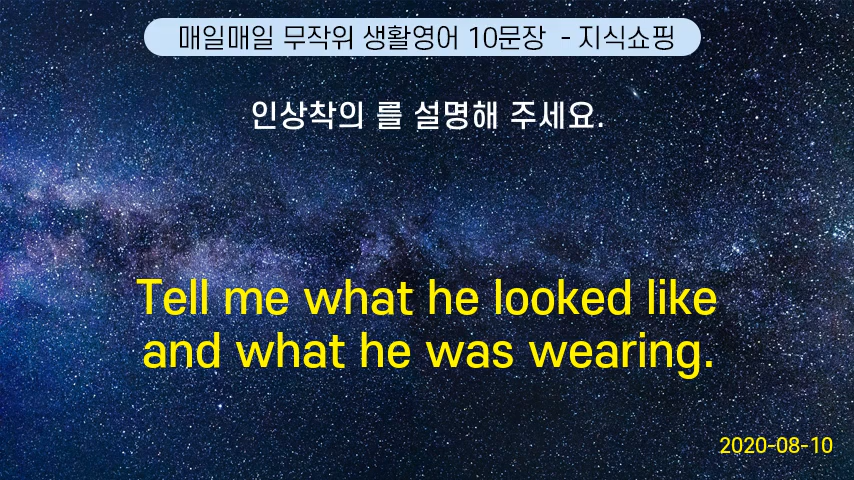 매일매일 무작위 생활영어 10문장 - 지식쇼핑
인상착의 를 설명해 주세요.
Tell me what he looked like
and what he was wearing.
2020-08-10